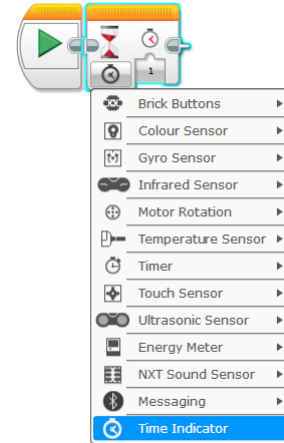 1
Brick Buttons
Colour Sensor
Gyro Sensor
Infrared Sensor
Motor Rotation
Temperature Sensor
Timer
Touch Sensor
Ultrasonic Sensor
Energy Meter
NXT Sound Sensor
Messaging
Time Indicator